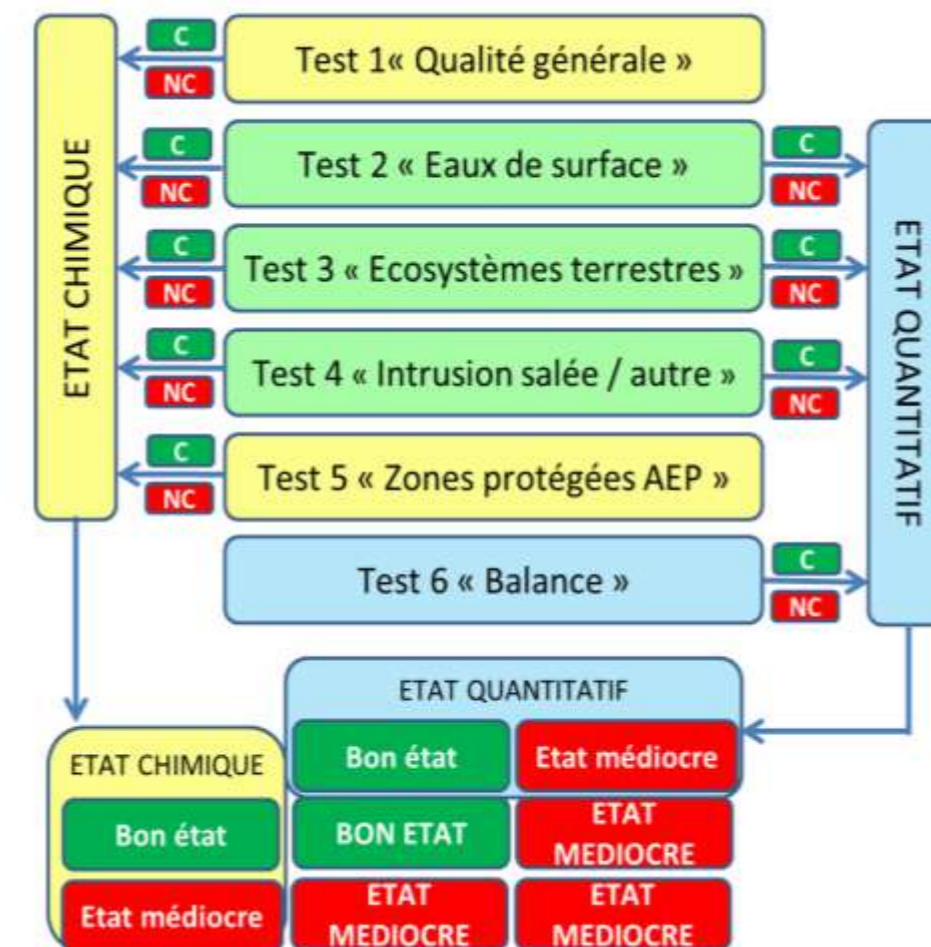 ETAT CHIMIQUE
C
NC
Test 1« Qualité générale »
C
NC
Test 2 « Eaux de surface »
C
NC
C
NC
Test 3 « Ecosystèmes terrestres »
C
NC
C
NC
Test 4 « Intrusion salée / autre »
C
NC
C
NC
Test 5 « Zones protégées AEP »
Test 6 « Balance »
C
NC
ETAT QUANTITATIF
ETAT QUANTITATIF
ETAT CHIMIQUE
Bon état
Etat médiocre
Bon état
BON ETAT
ETAT
MEDIOCRE
Etat médiocre
ETAT
MEDIOCRE
ETAT
MEDIOCRE